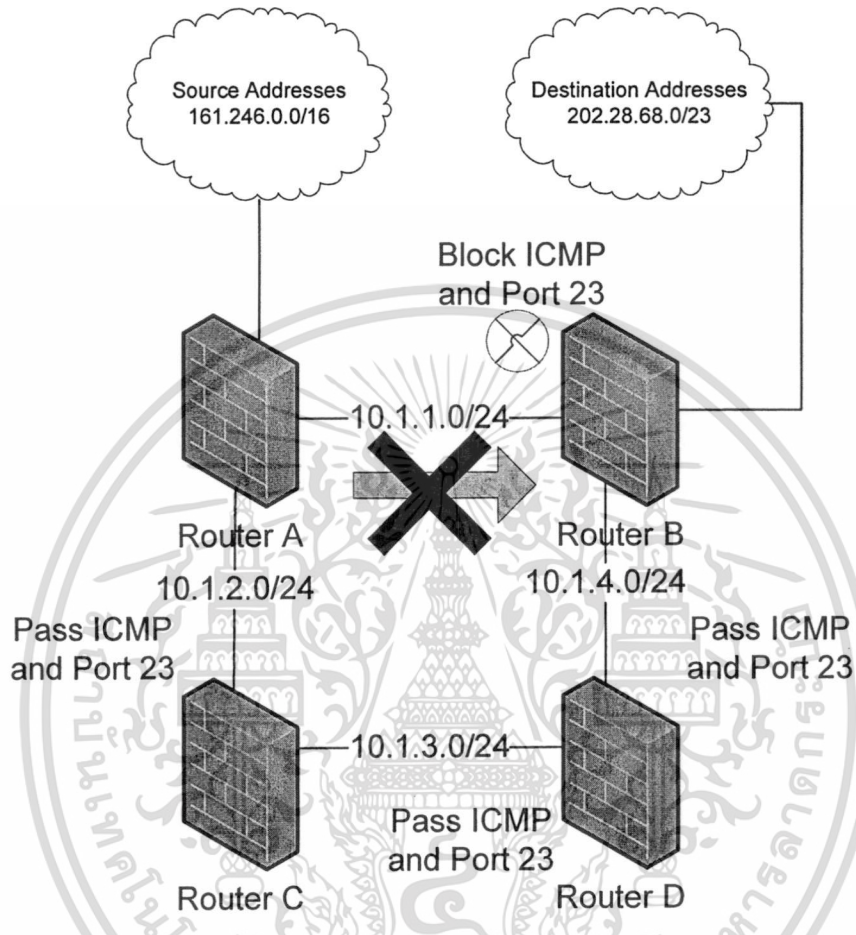 Source Addresses
161.246.0.0/16
Destination Addresses
202.28.68.0/23
Block ICMP
and Port 23
10.1.1.0/24
Router A
Router B
10.1.2.0/24
10.1.4.0/24
Pass ICMP
and Port 23
Pass ICMP
and Port 23
10.1.3.0/24
Pass ICMP
and Port 23
Router C
Router D